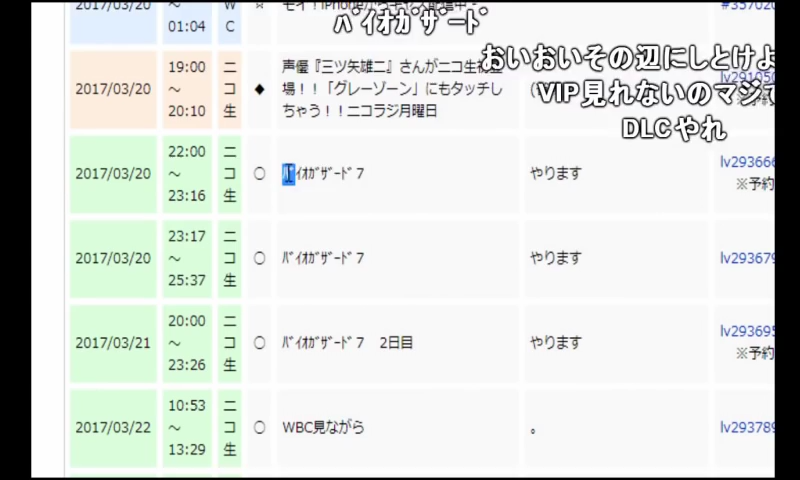 01:04
C
ﾊﾞｲｵｶﾞｻﾞｰﾄﾞ
おいおいその辺にしとけよ
VIP見れないのマジで
DLCやれ
2017/03/20
19:00
～
20:10
ニコ生
◆
声優『三ツ矢雄二』さんがニコ生初登
場！！「グレーゾーン」にもタッチし
ちゃう！！ニコラジ月曜日
2017/03/20
22:00
～
23:16
ニコ生
○
ﾊﾞｲｵｶﾞｻﾞｰﾄﾞ7
やります
lv293666
※予約
2017/03/20
23:17
～
25:37
ニコ生
○
ﾊﾞｲｵｶﾞｻﾞｰﾄﾞ7
やります
lv293679
2017/03/21
20:00
～
23:26
ニコ生
○
ﾊﾞｲｵｶﾞｻﾞｰﾄﾞ7　2日目
やります
lv293695
※予約
2017/03/22
10:53
～
13:29
ニコ生
○
WBC見ながら
。
lv293789